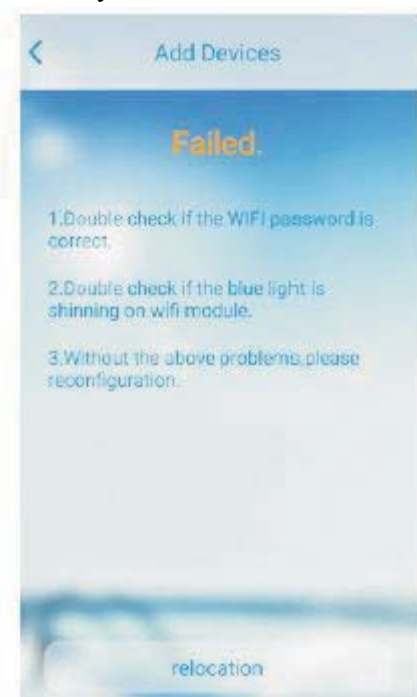 Add Devices
Failed.
1.Double check if the WIFI password is
correct.
2.Double check if the blue light is
shinning on wifi module.
3.Without the above problems,please
reconfiguration.
relocation